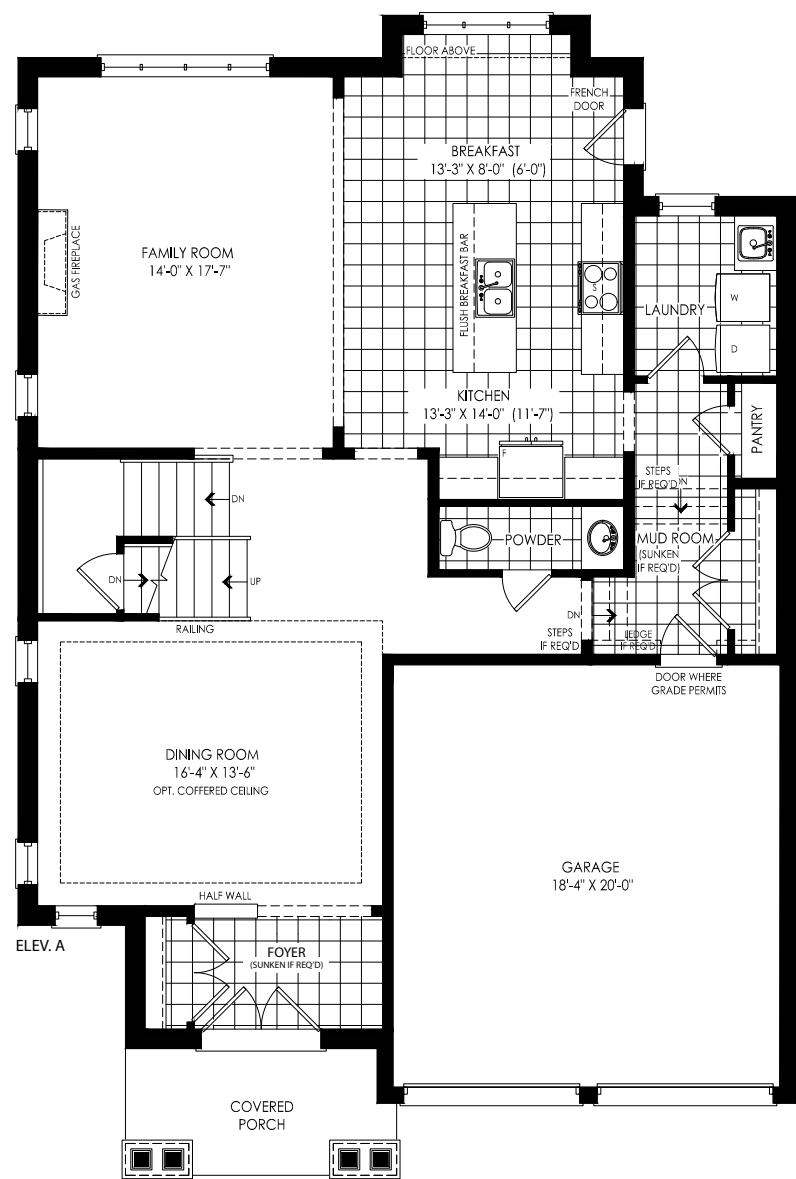 FLOOR ABOVE
FRENCH
DOOR
BREAKFAST
13'-3" X 8'-0" (6'-0")
FAMILY ROOM
14'-0" X 17'-7"
GAS FIREPLACE
FLUSH BREAKFAST BAR
S
LAUNDRY
W
D
KITCHEN
13'-3" X 14'-0" (11'-7")
F
PANTRY
STEPS
IF REQ'D
DN
MUD ROOM
(SUNKEN
IF REQ'D)
POWDER
DN
DN
UP
RAILING
DN
STEPS
IF REQ'D
LEDGE
IF REQ'D
DOOR WHERE
GRADE PERMITS
DINING ROOM
16'-4" X 13'-6"
OPT. COFFERED CEILING
GARAGE
18'-4" X 20'-0"
HALF WALL
ELEV. A
FOYER
(SUNKEN IF REQ'D)
COVERED
PORCH